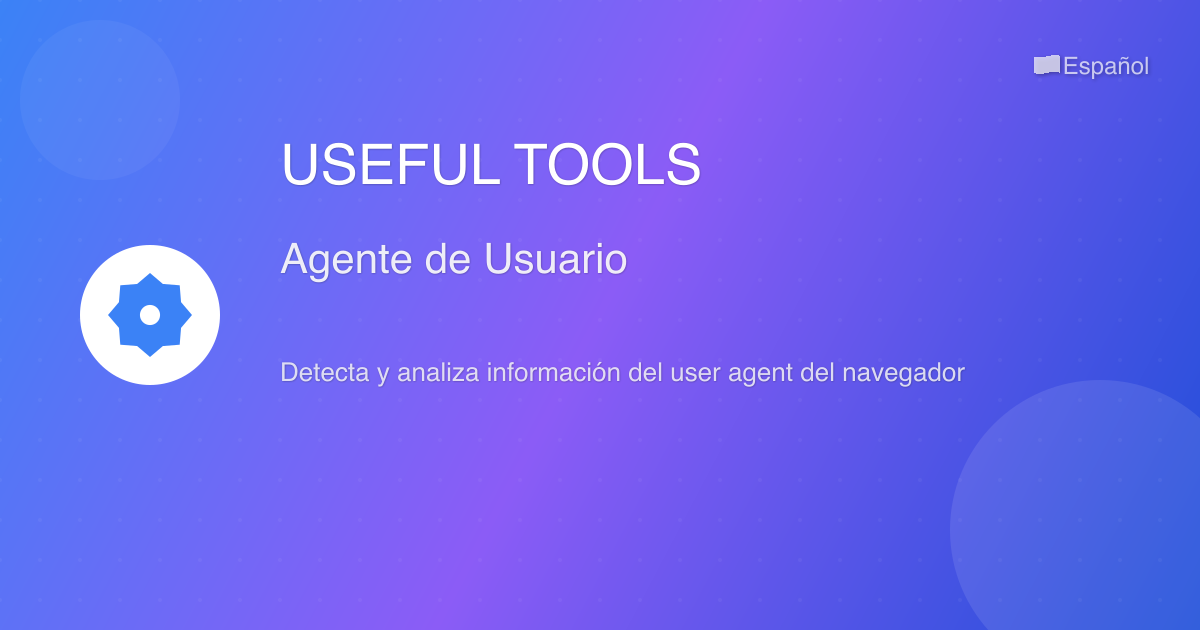 Español
USEFUL TOOLS
Agente de Usuario
Detecta y analiza información del user agent del navegador